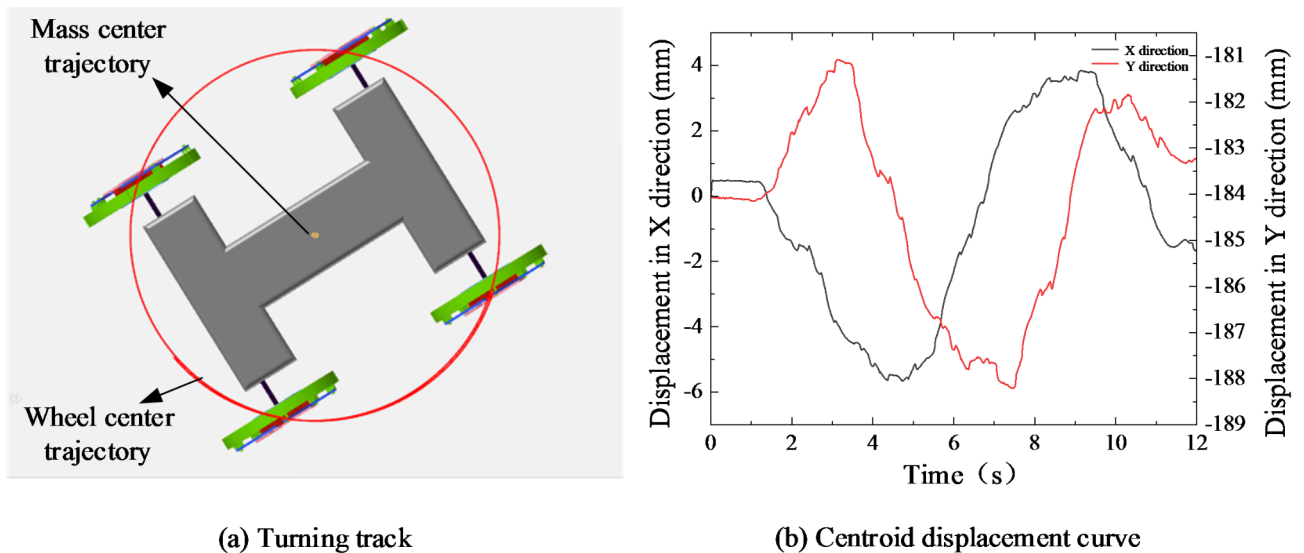 Mass center
trajectory
Wheel center
trajectory
(a) Turning track
Displacement in X direction (mm)
4
2
0
-2
-4
-6
X direction
Y direction
-181
-182
-183
-184
-185
-186
-187
-188
-189
Displacement in Y direction (mm)
0 2 4 6 8 10 12
Time（s）
(b) Centroid displacement curve